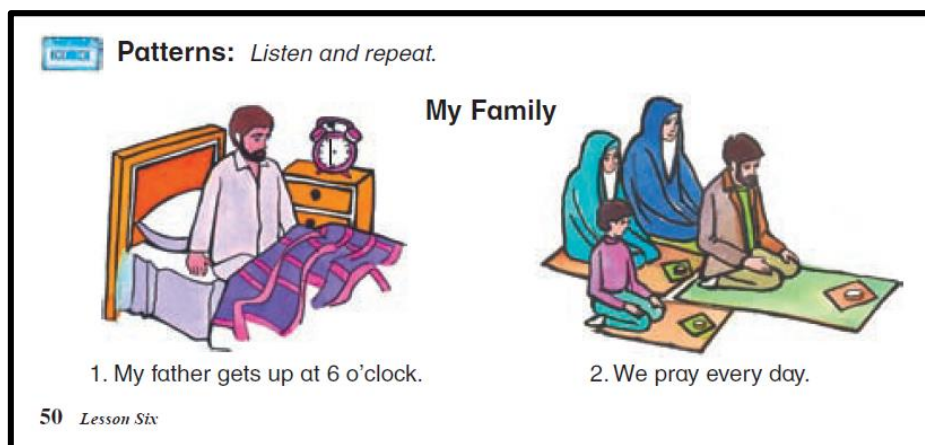 Patterns: Listen and repeat.
My Family
1. My father gets up at 6 o'clock.
2. We pray every day.
50 Lesson Six